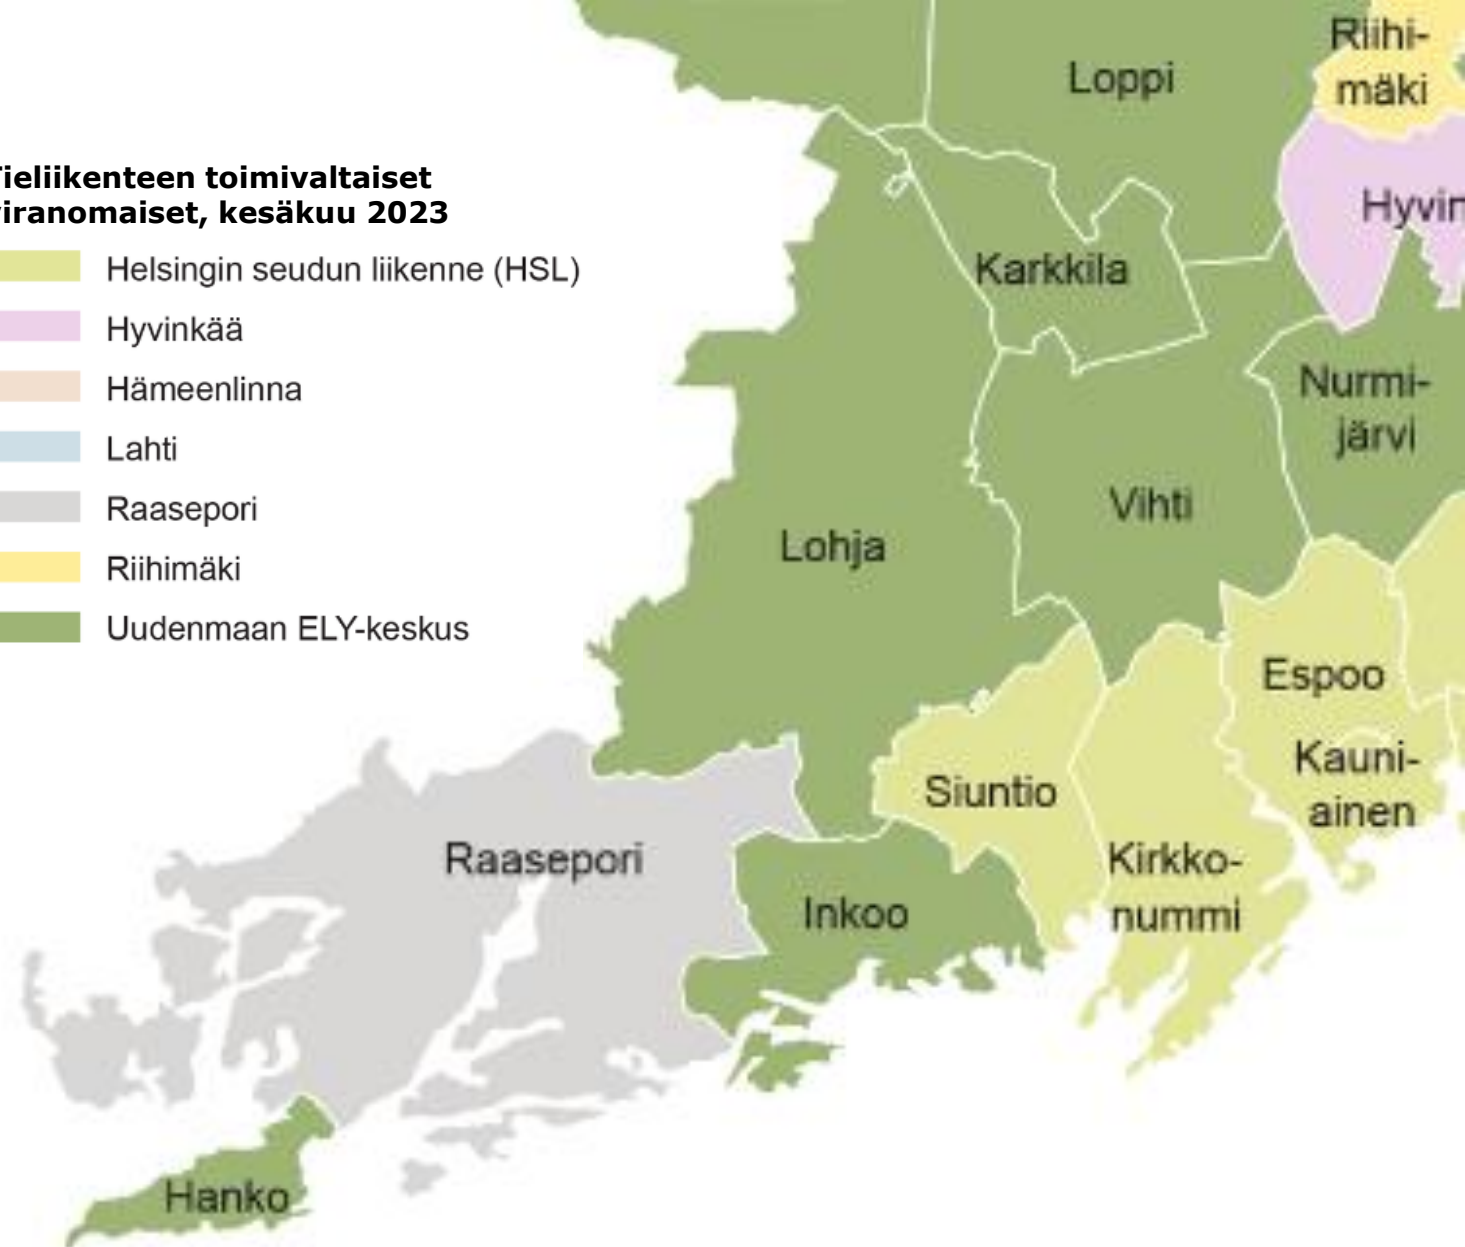 Riihi-
mäki
Loppi
Tieliikenteen toimivaltaiset
viranomaiset, kesäkuu 2023
Hyvin
Helsingin seudun liikenne (HSL)
Karkkila
Hyvinkää
Hämeenlinna
Nurmi-
järvi
Lahti
Raasepori
Vihti
Lohja
Riihimäki
Uudenmaan ELY-keskus
Espoo
Kauni-
ainen
Siuntio
Raasepori
Kirkko-
nummi
Inkoo
Hanko